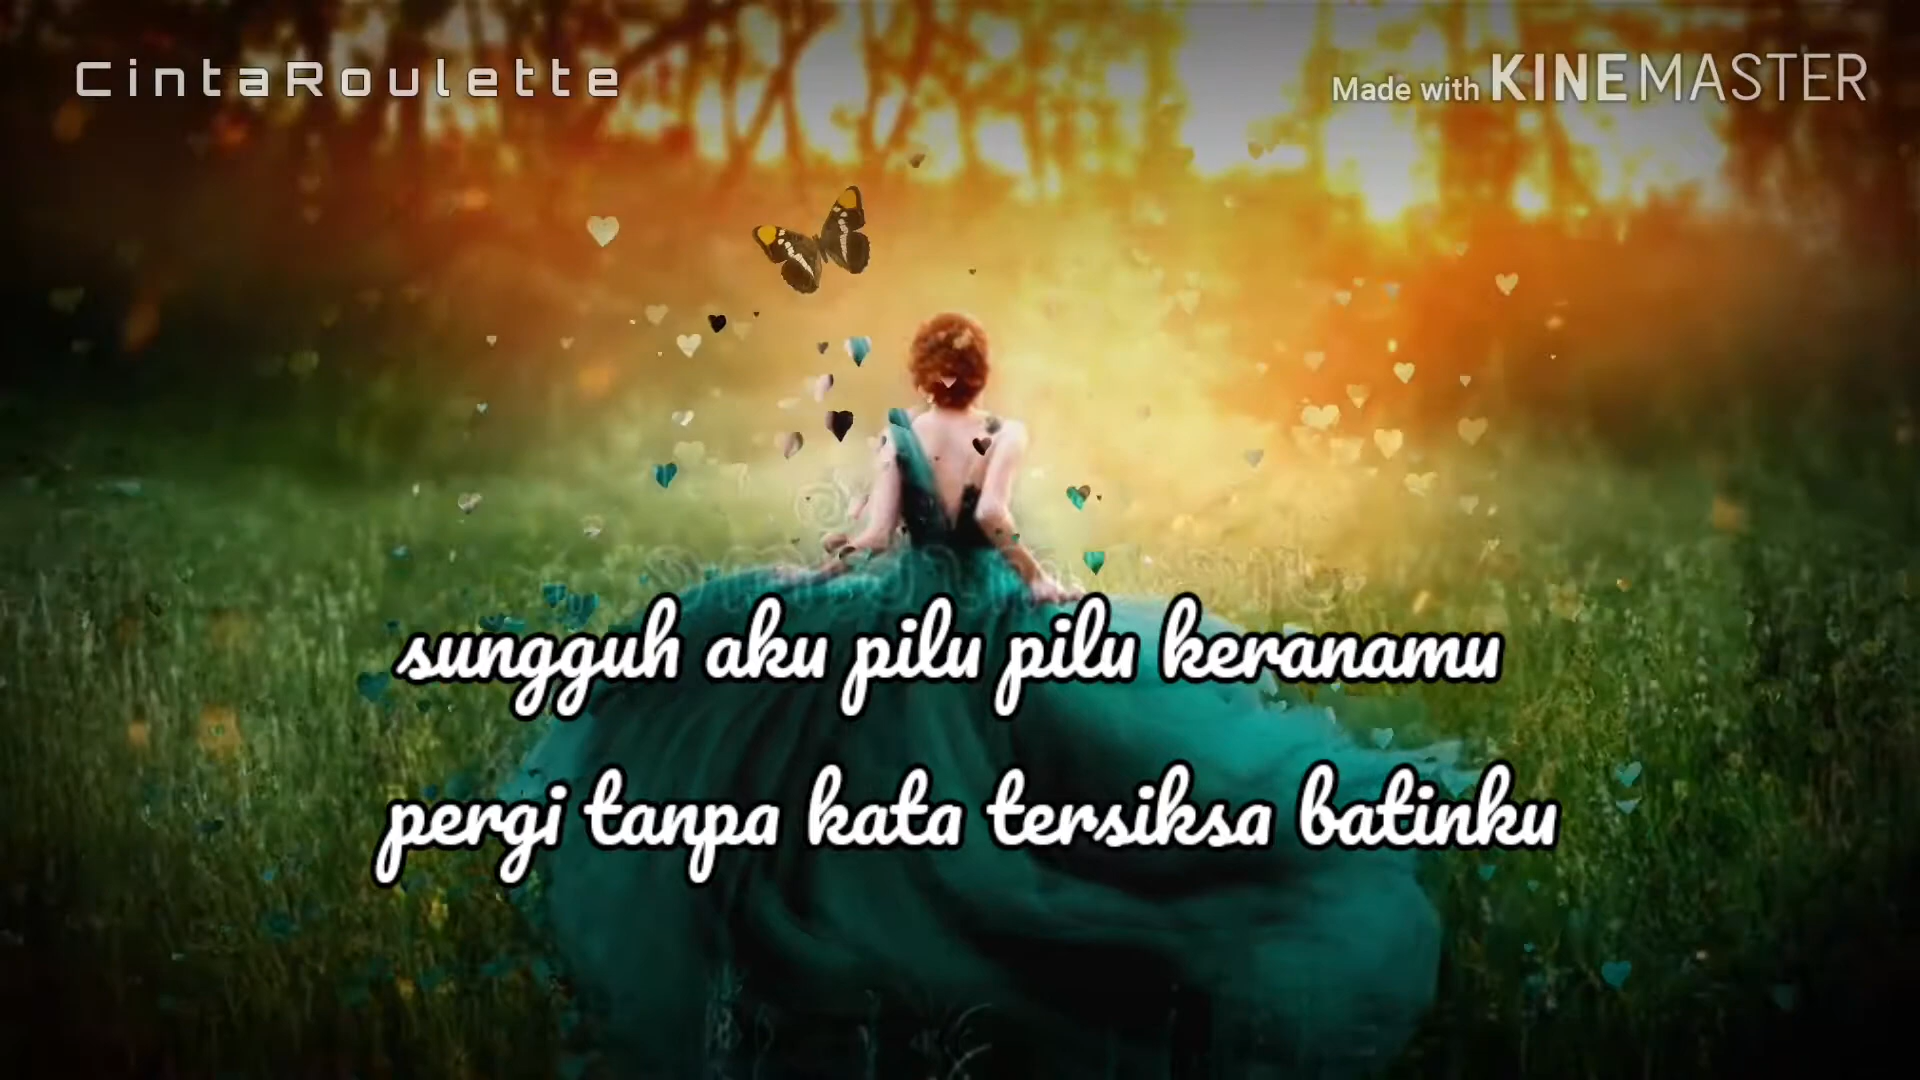 CintaRoulette
Made with KINEMASTER
sungguh aku pilu pilu keranamu
pergi tanpa kata tersiksa batinku